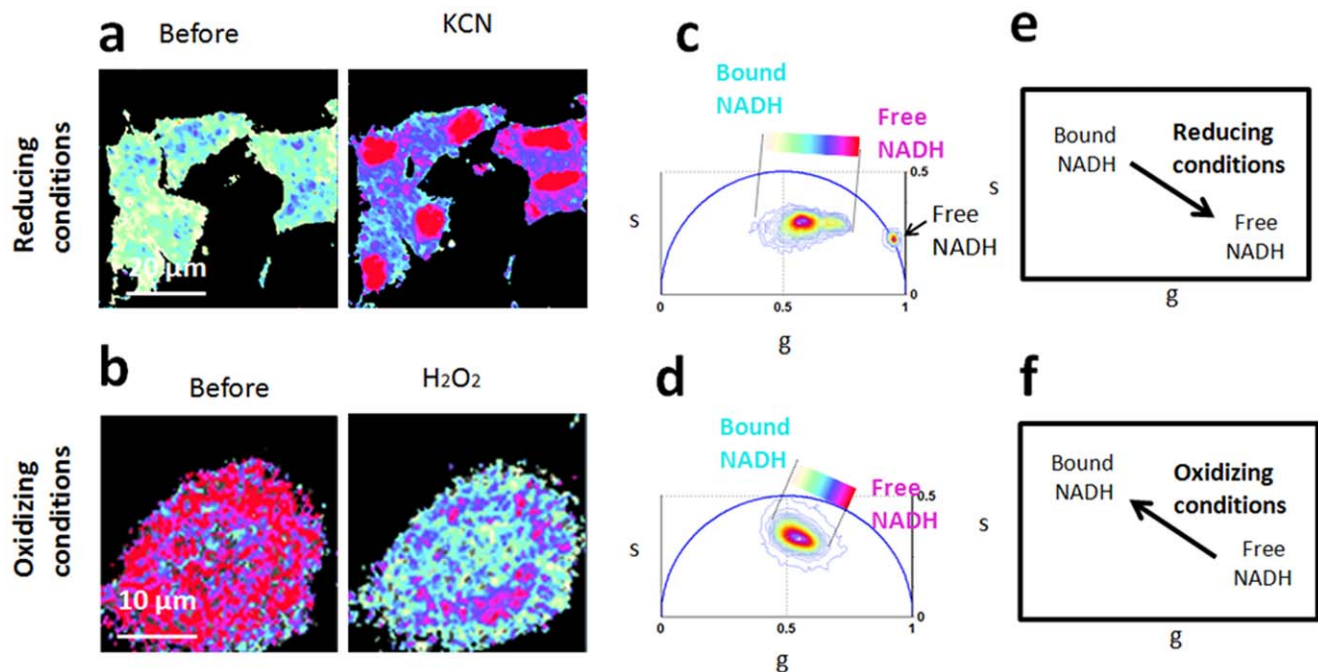 a
Before
KCN
Reducing
conditions
20 µm
b
Before
H₂O₂
Oxidizing
conditions
10 µm
c
Bound
NADH
Free
NADH
0.5
s
s
Free
NADH
0
0
0.5
1
g
d
Bound
NADH
Free
NADH
0.5
s
s
0
0
0.5
1
g
e
Bound
NADH
Reducing
conditions
Free
NADH
g
f
Bound
NADH
Oxidizing
conditions
Free
NADH
g